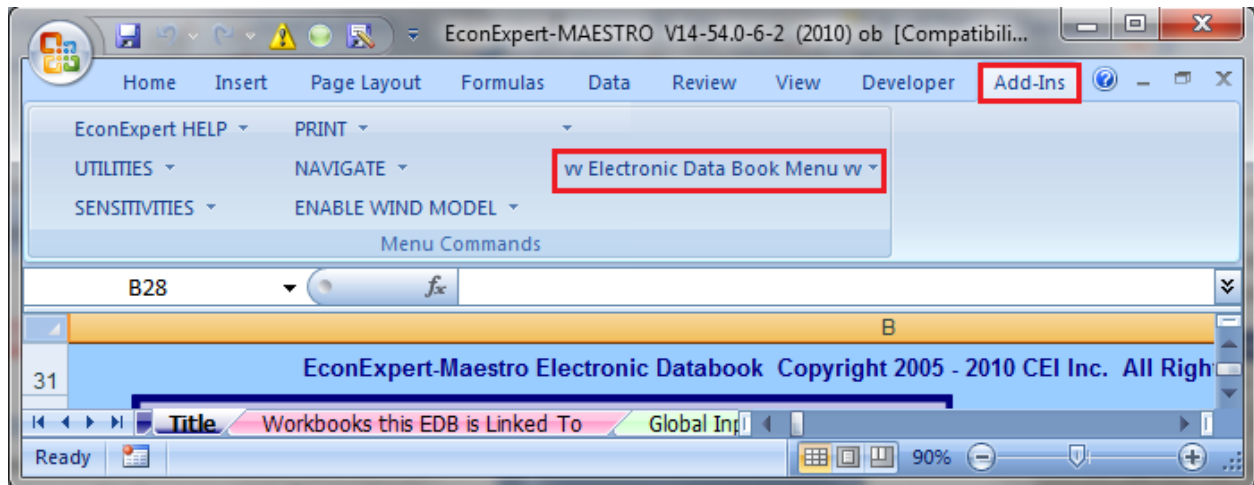 EconExpert-MAESTRO V14-54.0-6-2 (2010) ob [Compatibili...
Home Insert Page Layout Formulas Data Review View Developer Add-Ins
EconExpert HELP PRINT
UTILITIES NAVIGATE vv Electronic Data Book Menu vv
SENSITIVITIES ENABLE WIND MODEL
Menu Commands
B28 fx
B
31 EconExpert-Maestro Electronic Databook Copyright 2005 - 2010 CEI Inc. All Righ
Title Workbooks this EDB is Linked To Global Inp
Ready 90%